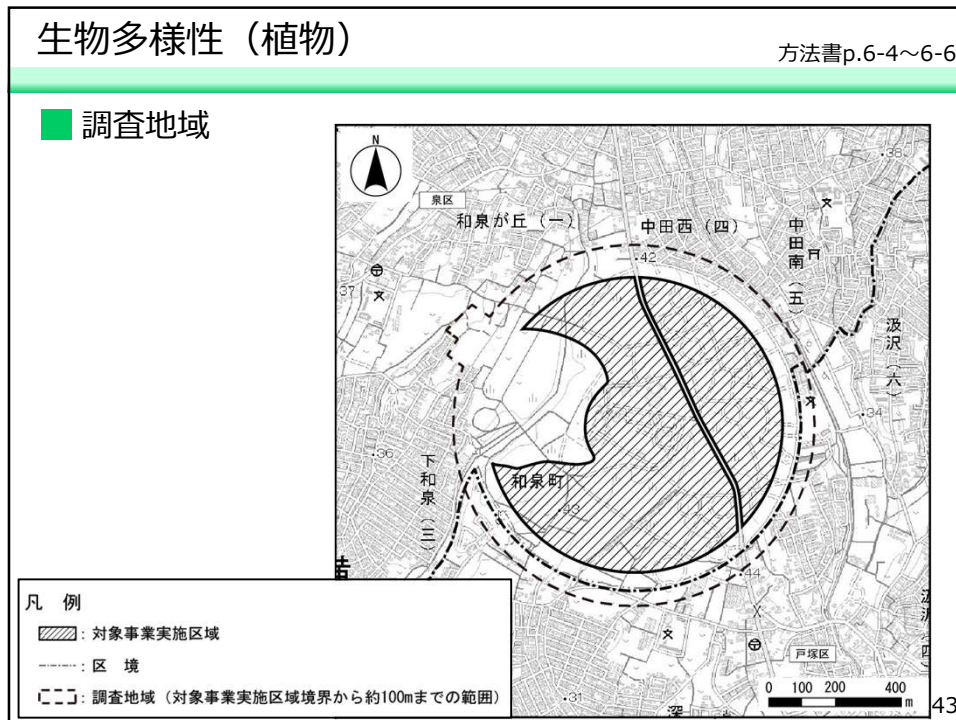 生物多様性（植物）
方法書p.6-4～6-6
調査地域
N
泉区
和泉が丘（一）
中田西（四）
中田南（五）
汲沢（六）
38
42
37
34
36
下和泉（三）
和泉町
43
44
戸塚区
31
深
0 100 200 400
m
凡 例
：対象事業実施区域
：区 境
：調査地域（対象事業実施区域境界から約100mまでの範囲）
43